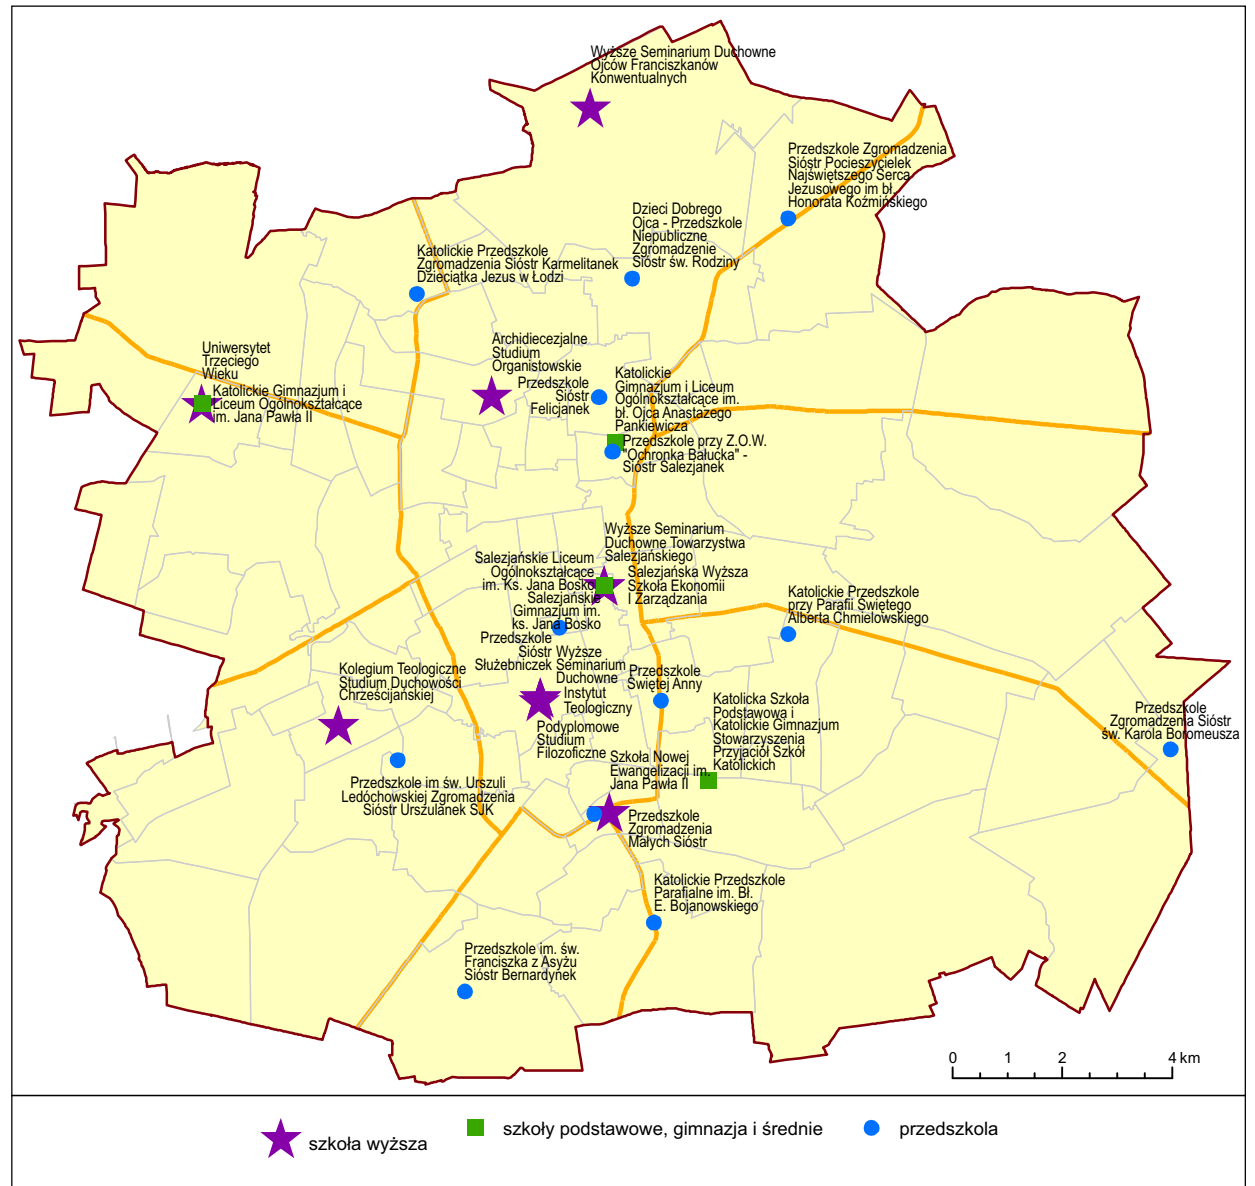 Wyższe Seminarium Duchowne
Ojców Franciszkanów
Konwentualnych
Przedszkole Zgromadzenia
Sióstr Pocieszycielek
Najświętszego Serca
Jezusowego im bł.
Honorata Koźmińskiego
Dzieci Dobrego
Ojca - Przedszkole
Niepubliczne
Zgromadzenie
Sióstr św. Rodziny
Katolickie Przedszkole
Zgromadzenia Sióstr Karmelitanek
Dzieciątka Jezus w Łodzi
Uniwersytet
Trzeciego
Wieku
Katolickie Gimnazjum i
Liceum Ogólnokształcące
im. Jana Pawła II
Archidiecezjalne
Studium
Organistowskie
Przedszkole
Sióstr
Felicjanek
Katolickie
Gimnazjum i Liceum
Ogólnokształcące im.
bł. Ojca Anastazego
Pankiewicza
Przedszkole przy Z.O.W.
"Ochronka Bałucka" -
Sióstr Salezjanek
Wyższe Seminarium
Duchowne Towarzystwa
Salezjańskiego
Salezjańskie Liceum
Ogólnokształcące
im. Ks. Jana Bosko
Salezjańskie
Gimnazjum im.
ks. Jana Bosko
Salezjańska Wyższa
Szkoła Ekonomii
i Zarządzania
Katolickie Przedszkole
przy Parafii Świętego
Alberta Chmielowskiego
Przedszkole
Sióstr
Służebniczek
Wyższe
Seminarium
Duchowne
Instytut
Teologiczny
Podyplomowe
Studium
Filozoficzne
Kolegium Teologiczne
Studium Duchowości
Chrześcijańskiej
Przedszkole
Świętej Anny
Katolicka Szkoła
Podstawowa i
Katolickie Gimnazjum
Stowarzyszenia
Przyjaciół Szkół
Katolickich
Przedszkole
Zgromadzenia Sióstr
św. Karola Boromeusza
Szkoła Nowej
Ewangelizacji im.
Jana Pawła II
Przedszkole im św. Urszuli
Ledóchowskiej Zgromadzenia
Sióstr Urszulanek SJK
Przedszkole
Zgromadzenia
Małych Sióstr
Katolickie Przedszkole
Parafialne im. Bł.
E. Bojanowskiego
Przedszkole im. św.
Franciszka z Asyżu
Sióstr Bernardynek
0 1 2 4 km
szkoła wyższa
szkoły podstawowe, gimnazja i średnie
przedszkola